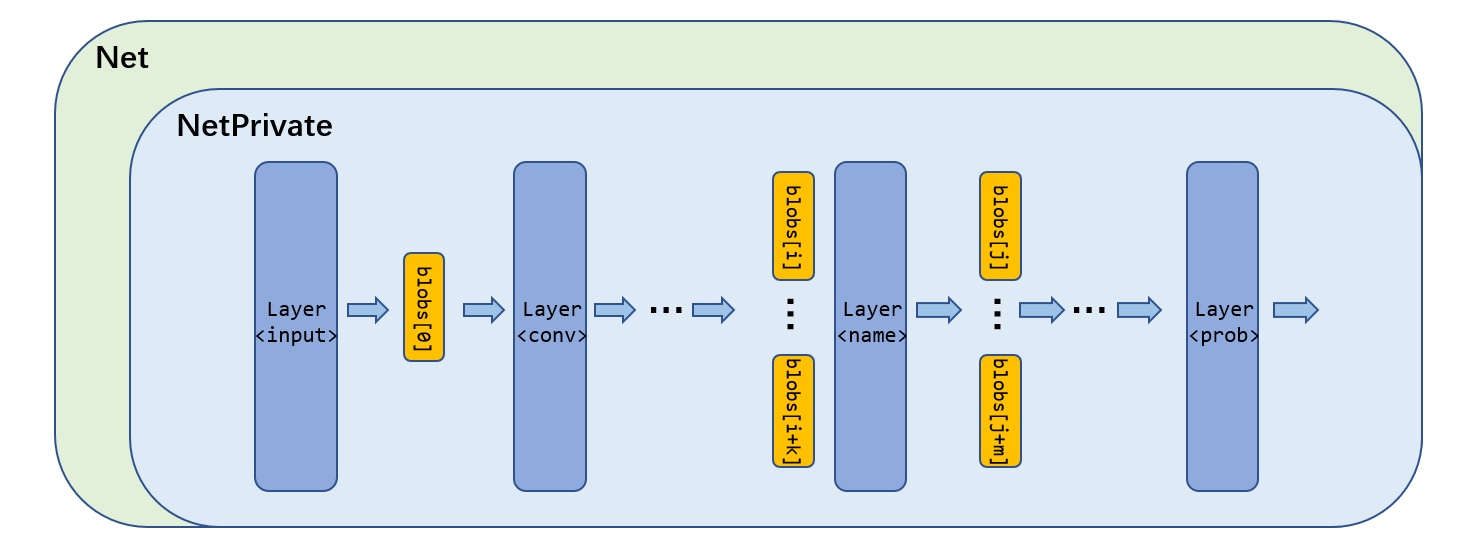 Net
NetPrivate
Layer
<input>
blobs[0]
Layer
<conv>
...
blobs[i]
...
blobs[i+k]
Layer
<name>
blobs[j]
...
blobs[j+m]
...
Layer
<prob>